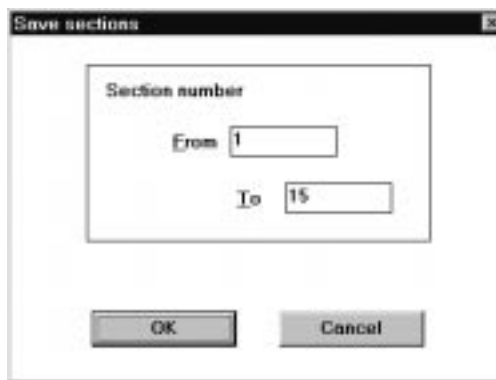 Save sections
Section number
From 1
To 15
OK Cancel